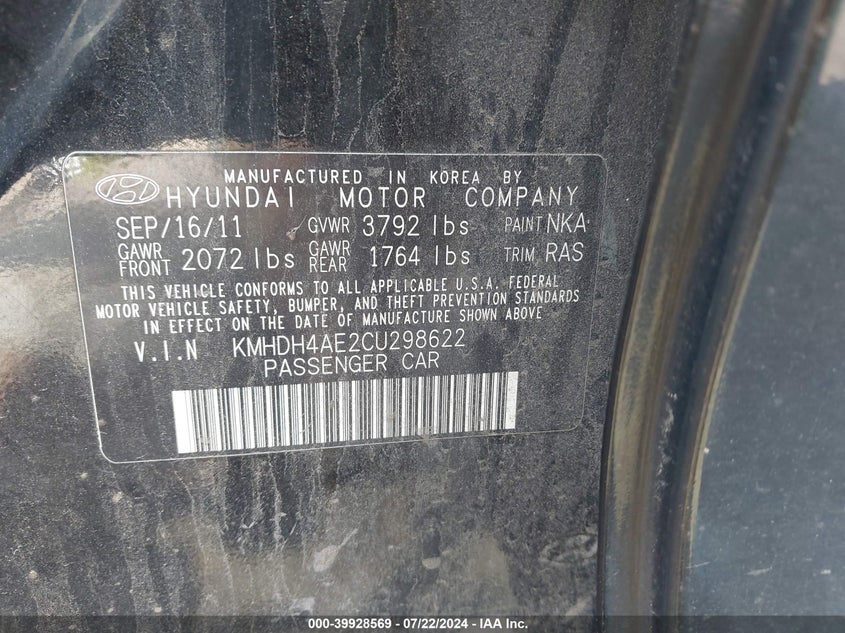 MANUFACTURED IN KOREA BY
HYUNDAI MOTOR COMPANY
SEP/16/11 GVWR 3792 lbs PAINT NKA
GAWR FRONT 2072 lbs GAWR REAR 1764 lbs TRIM RAS
THIS VEHICLE CONFORMS TO ALL APPLICABLE U.S.A. FEDERAL
MOTOR VEHICLE SAFETY, BUMPER, AND THEFT PREVENTION STANDARDS
IN EFFECT ON THE DATE OF MANUFACTURE SHOWN ABOVE
V.I.N KMHDH4AE2CU298622
PASSENGER CAR
000-39928569 - 07/22/2024 - IAA Inc.